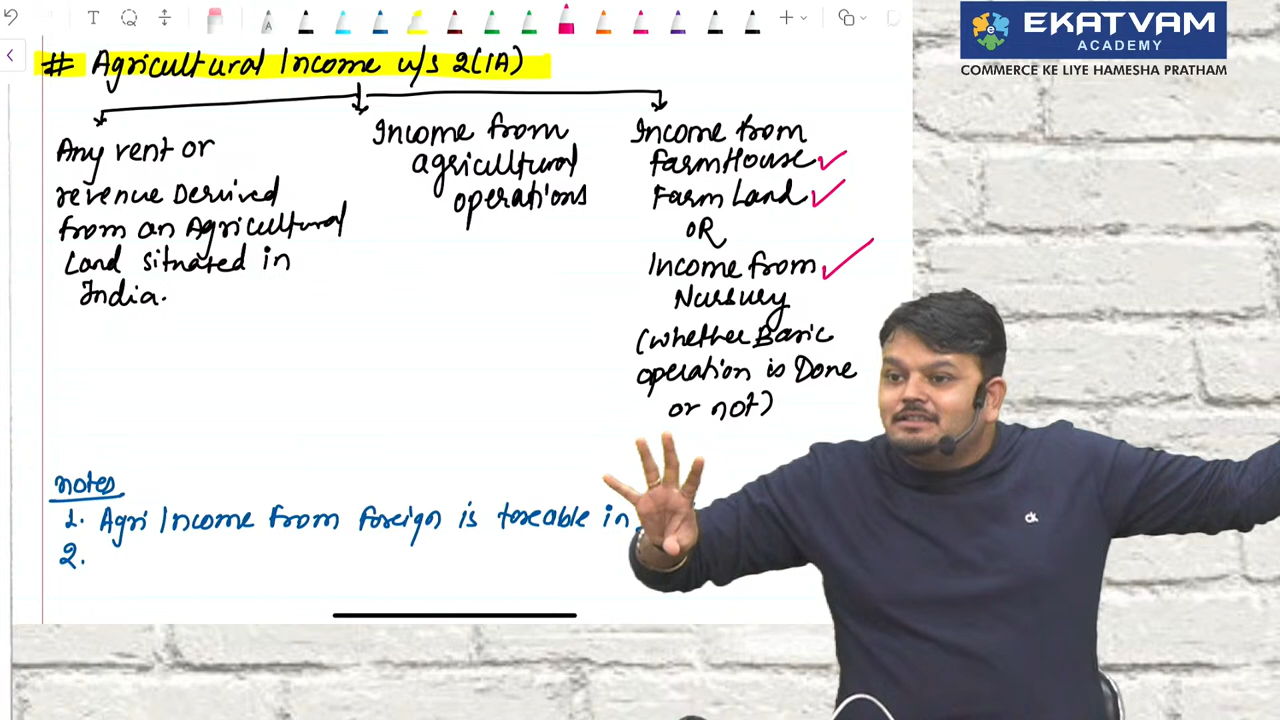 EKATVAM
ACADEMY
COMMERCE KE LIYE HAMESHA PRATHAM
# Agricultural Income u/s 2(1A)
Any rent or
revenue Derived
from an Agricultural
Land situated in
India.
Income from
agricultural
operations
Income from
FarmHouse
Farm Land
OR
Income from
Nursury
(whether Basic
operation is Done
or not)
notes
1. Agri Income from foreign is taxeable in
2.